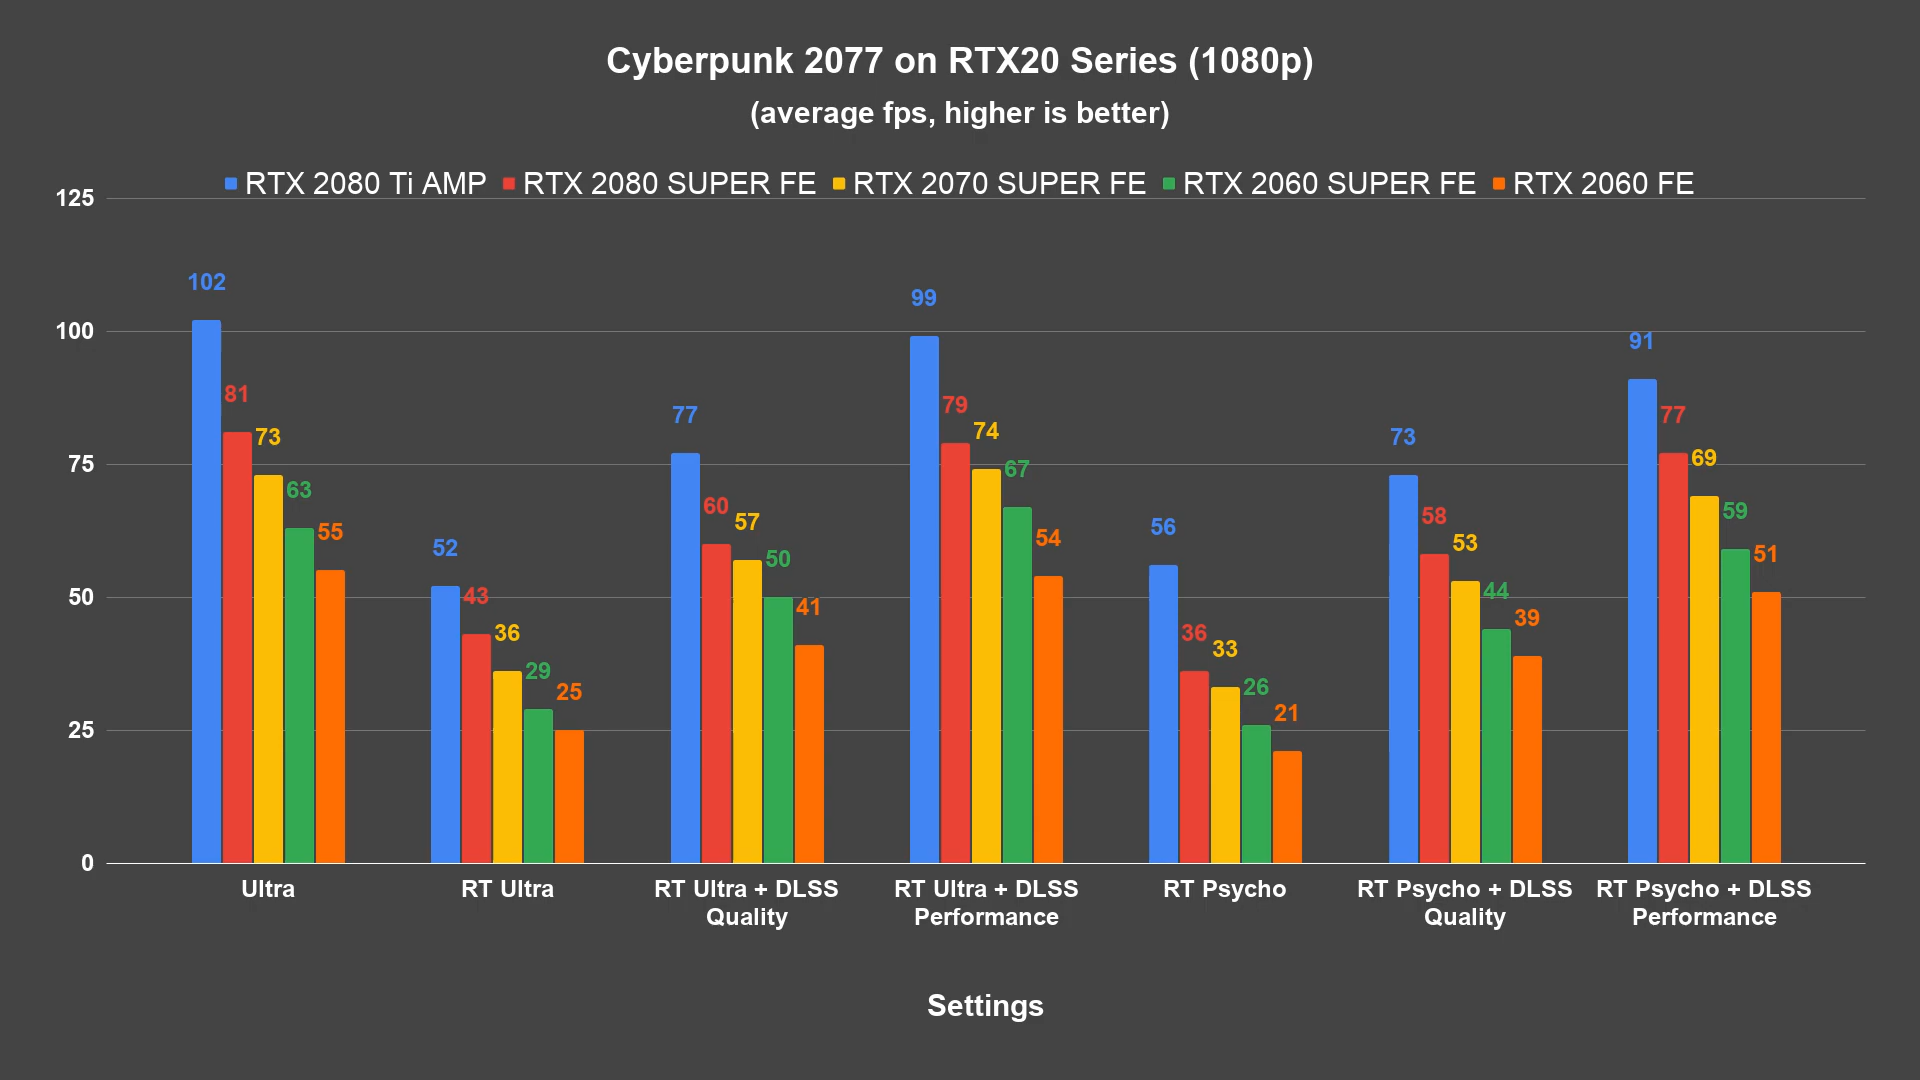 Cyberpunk 2077 on RTX20 Series (1080p)
(average fps, higher is better)
RTX 2080 Ti AMP RTX 2080 SUPER FE RTX 2070 SUPER FE RTX 2060 SUPER FE RTX 2060 FE
125
100
75
50
25
0
102
81
73
63
55
52
43
36
29
25
77
60
57
50
41
99
79
74
67
54
56
36
33
26
21
73
58
53
44
39
91
77
69
59
51
Ultra
RT Ultra
RT Ultra + DLSS
Quality
RT Ultra + DLSS
Performance
RT Psycho
RT Psycho + DLSS
Quality
RT Psycho + DLSS
Performance
Settings